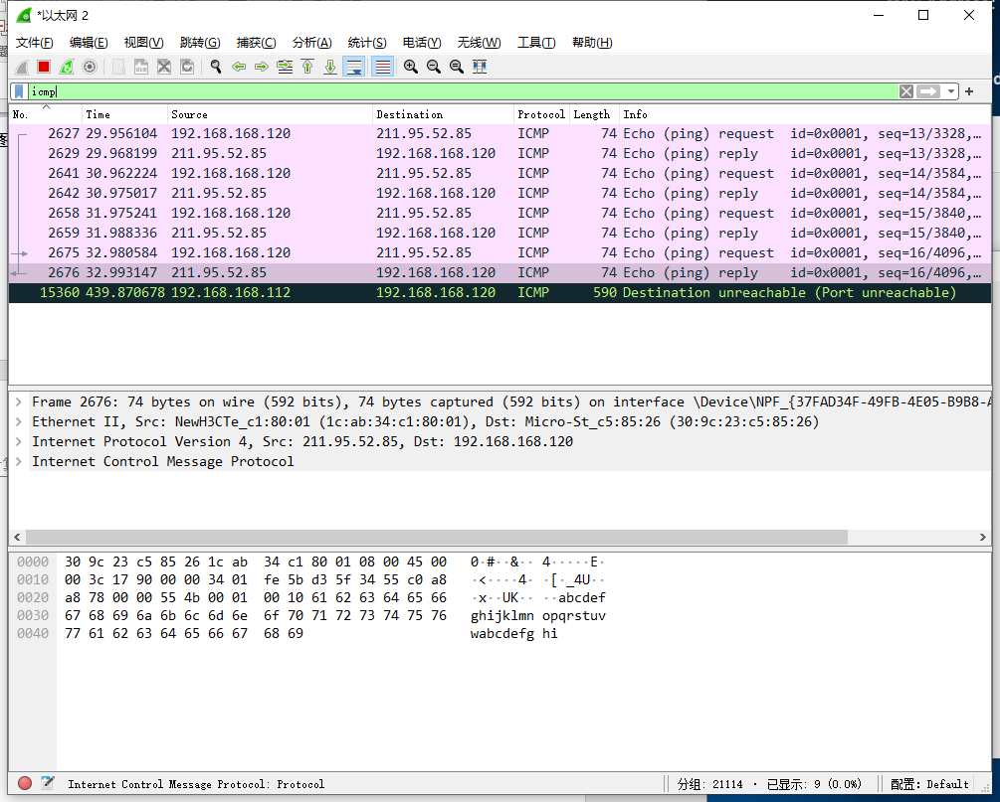 *以太网 2
文件(F) 编辑(E) 视图(V) 跳转(G) 捕获(C) 分析(A) 统计(S) 电话(Y) 无线(W) 工具(T) 帮助(H)
icmp
No. Time Source Destination Protocol Length Info
2627 29.956104 192.168.168.120 211.95.52.85 ICMP 74 Echo (ping) request id=0x0001, seq=13/3328,…
2629 29.968199 211.95.52.85 192.168.168.120 ICMP 74 Echo (ping) reply id=0x0001, seq=13/3328,…
2641 30.962224 192.168.168.120 211.95.52.85 ICMP 74 Echo (ping) request id=0x0001, seq=14/3584,…
2642 30.975017 211.95.52.85 192.168.168.120 ICMP 74 Echo (ping) reply id=0x0001, seq=14/3584,…
2658 31.975241 192.168.168.120 211.95.52.85 ICMP 74 Echo (ping) request id=0x0001, seq=15/3840,…
2659 31.988336 211.95.52.85 192.168.168.120 ICMP 74 Echo (ping) reply id=0x0001, seq=15/3840,…
2675 32.980584 192.168.168.120 211.95.52.85 ICMP 74 Echo (ping) request id=0x0001, seq=16/4096,…
2676 32.993147 211.95.52.85 192.168.168.120 ICMP 74 Echo (ping) reply id=0x0001, seq=16/4096,…
15360 439.870678 192.168.168.112 192.168.168.120 ICMP 590 Destination unreachable (Port unreachable)
Frame 2676: 74 bytes on wire (592 bits), 74 bytes captured (592 bits) on interface \Device\NPF_{37FAD34F-49FB-4E05-B9B8-A
Ethernet II, Src: NewH3CTe_c1:80:01 (1c:ab:34:c1:80:01), Dst: Micro-St_c5:85:26 (30:9c:23:c5:85:26)
Internet Protocol Version 4, Src: 211.95.52.85, Dst: 192.168.168.120
Internet Control Message Protocol
0000 30 9c 23 c5 85 26 1c ab 34 c1 80 01 08 00 45 00 0·#··&·· 4·····E·
0010 00 3c 17 90 00 00 34 01 fe 5b d3 5f 34 55 c0 a8 ·<····4· ·[·_4U··
0020 a8 78 00 00 55 4b 00 01 00 10 61 62 63 64 65 66 ·x··UK·· ··abcdef
0030 67 68 69 6a 6b 6c 6d 6e 6f 70 71 72 73 74 75 76 ghijklmn opqrstuv
0040 77 61 62 63 64 65 66 67 68 69 wabcdefg hi
Internet Control Message Protocol: Protocol
分组: 21114 · 已显示: 9 (0.0%)
配置: Default